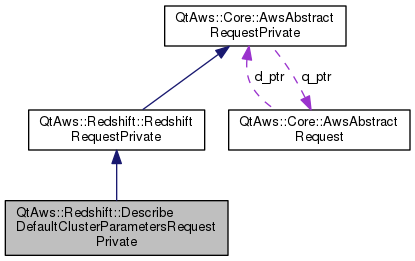 QtAws::Core::AwsAbstract
RequestPrivate
d_ptr
q_ptr
QtAws::Redshift::Redshift
RequestPrivate
QtAws::Core::AwsAbstract
Request
QtAws::Redshift::Describe
DefaultClusterParametersRequest
Private